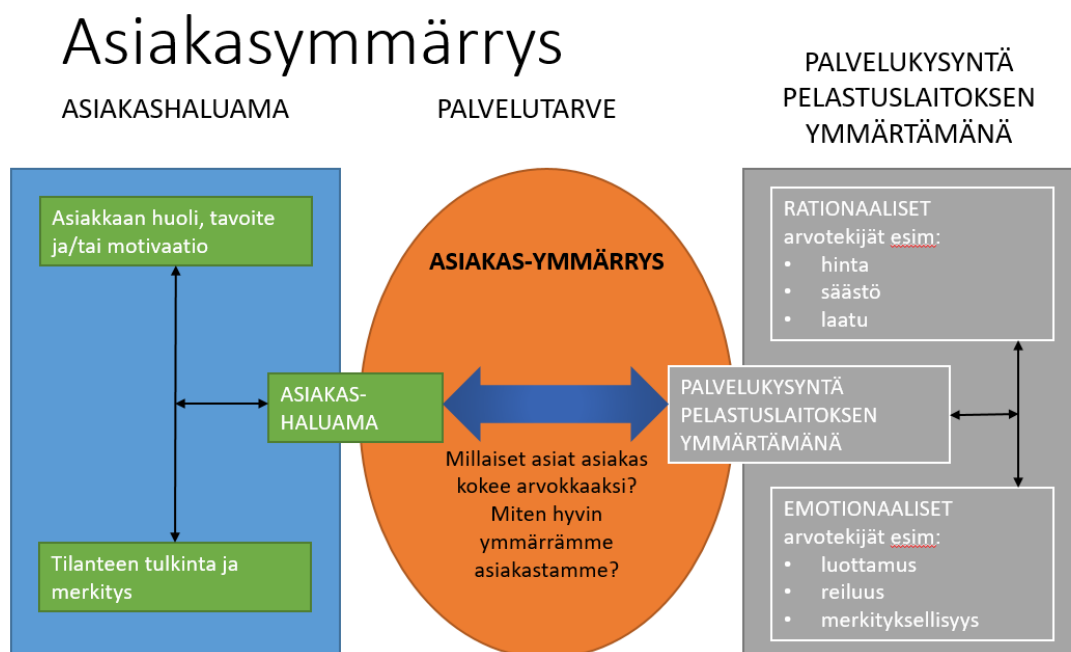 Asiakasymmärrys
ASIAKASHALUAMA
PALVELUTARVE
PALVELUKYSYNTÄ
PELASTUSLAITOKSEN
YMMÄRTÄMÄNÄ
Asiakkaan huoli, tavoite
ja/tai motivaatio
ASIAKAS-
HALUAMA
Tilanteen tulkinta ja
merkitys
ASIAKAS-YMMÄRRYS
Millaiset asiat asiakas
kokee arvokkaaksi?
Miten hyvin
ymmärrämme
asiakastamme?
RATIONAALISET
arvotekijät esim:
• hinta
• säästö
• laatu
PALVELUKYSYNTÄ
PELASTUSLAITOKSEN
YMMÄRTÄMÄNÄ
EMOTIONAALISET
arvotekijät esim:
• luottamus
• reiluus
• merkityksellisyys